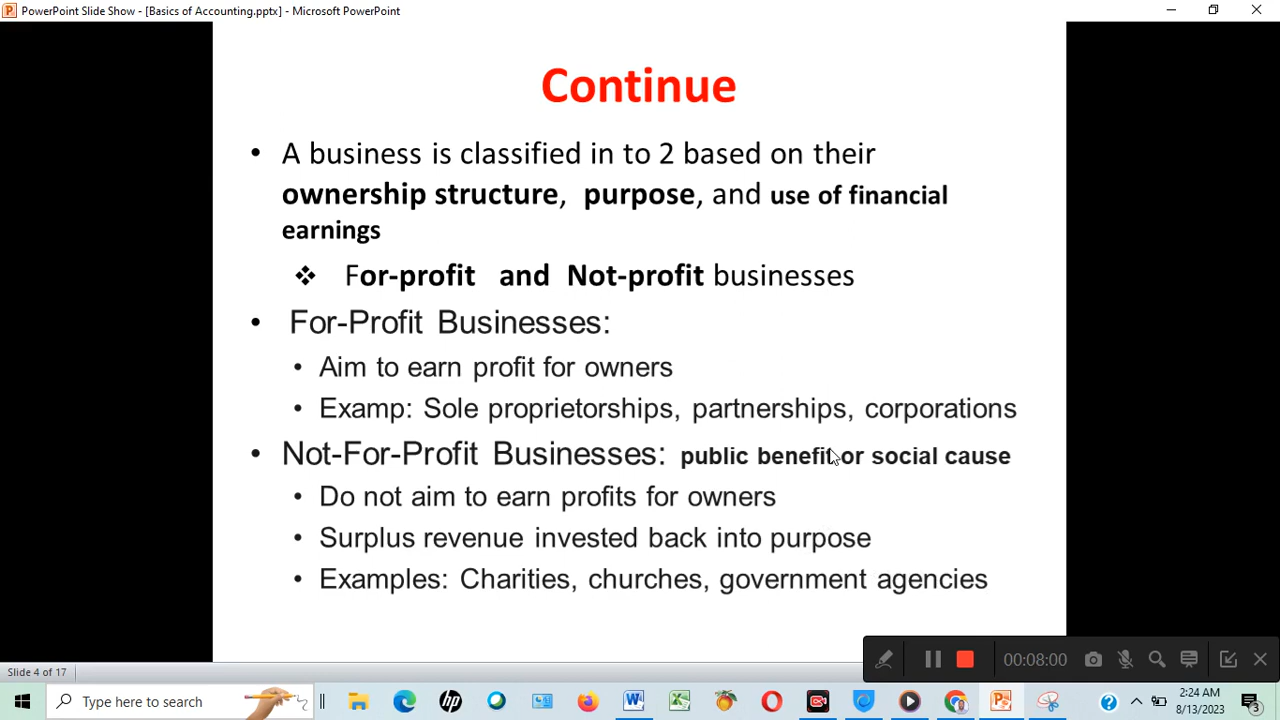 PowerPoint Slide Show - [Basics of Accounting.pptx] - Microsoft PowerPoint
Continue
• A business is classified in to 2 based on their
ownership structure, purpose, and use of financial
earnings
❖ For-profit and Not-profit businesses
• For-Profit Businesses:
• Aim to earn profit for owners
• Examp: Sole proprietorships, partnerships, corporations
• Not-For-Profit Businesses: public benefit or social cause
• Do not aim to earn profits for owners
• Surplus revenue invested back into purpose
• Examples: Charities, churches, government agencies
00:08:00
Slide 4 of 17
Type here to search
2:24 AM
8/13/2023
3